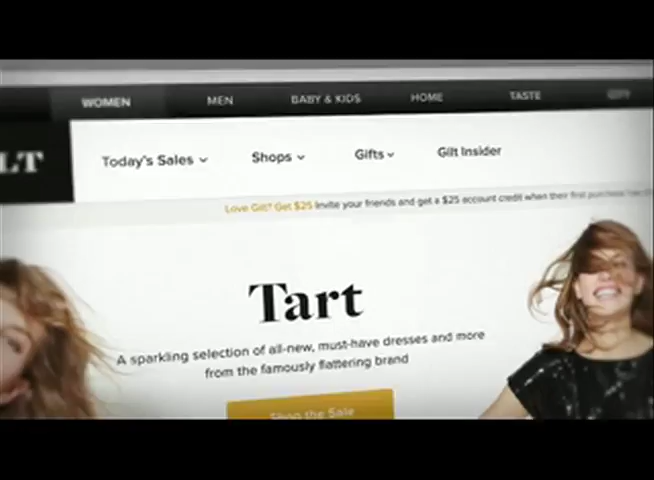 WOMEN MEN BABY & KIDS HOME TASTE
LT
Today's Sales Shops Gifts Gilt Insider
Love Gilt? Get $25 Invite your friends and get a $25 account credit when their first purchase
Tart
A sparkling selection of all-new, must-have dresses and more
from the famously flattering brand
Shop the Sale